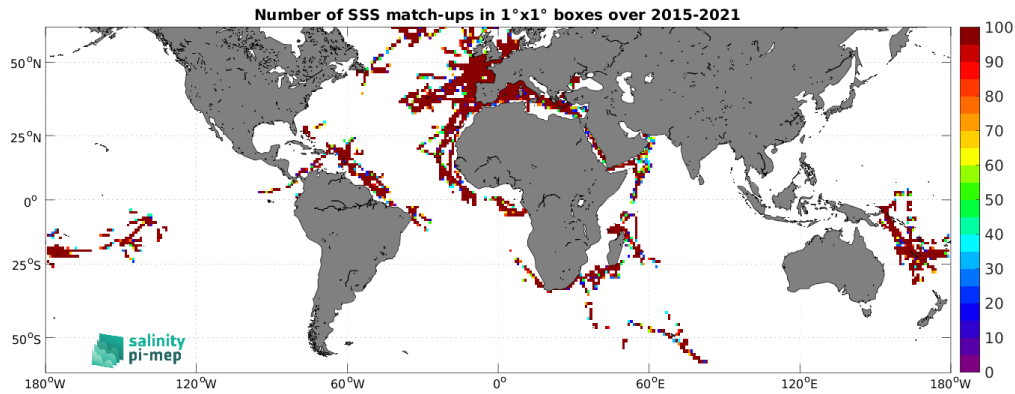 Number of SSS match-ups in 1°x1° boxes over 2015-2021
100
90
80
70
60
50
40
30
20
10
0
50°N
25°N
0°
25°S
50°S
salinity
pi-mep
180°W 120°W 60°W 0° 60°E 120°E 180°W